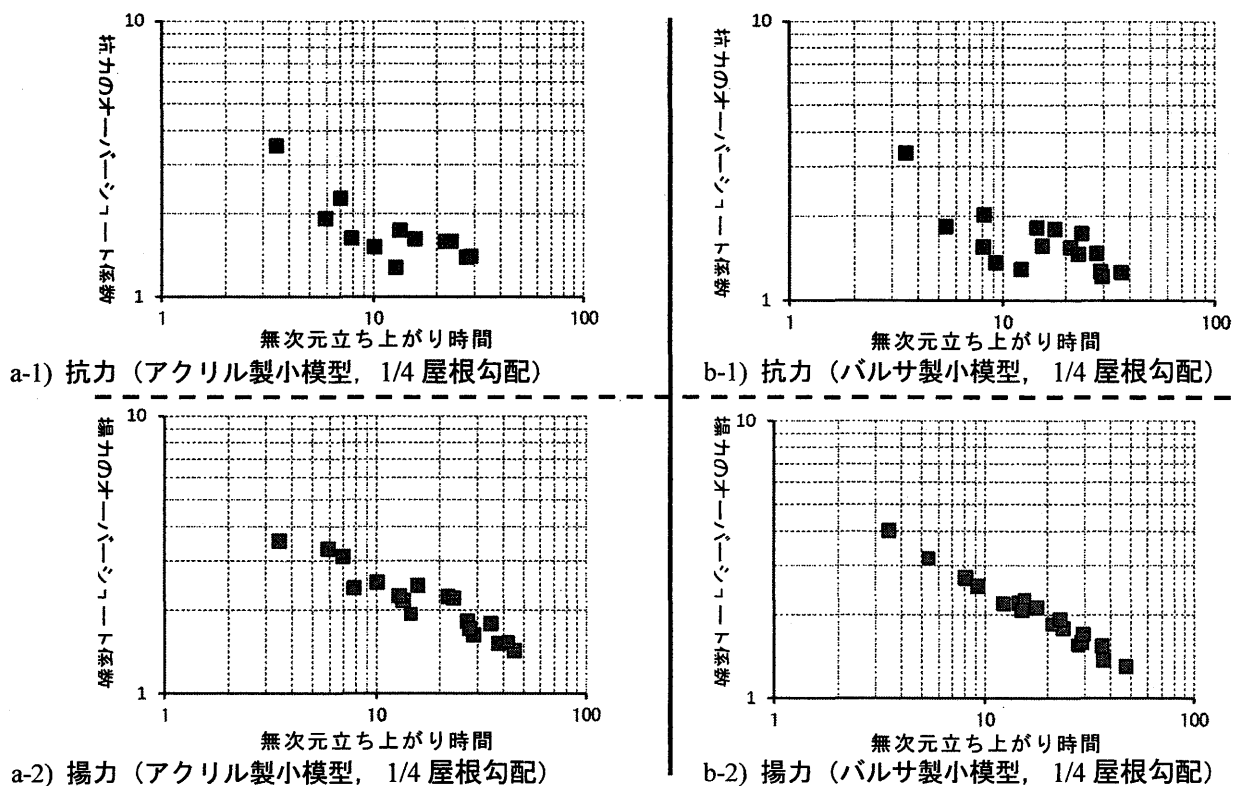 10
抗力のオーバーシュート係数
1
1
10
100
無次元立ち上がり時間
a-1) 抗力（アクリル製小模型，1/4 屋根勾配）
10
抗力のオーバーシュート係数
1
1
10
100
無次元立ち上がり時間
b-1) 抗力（バルサ製小模型，1/4 屋根勾配）
10
揚力のオーバーシュート係数
1
1
10
100
無次元立ち上がり時間
a-2) 揚力（アクリル製小模型，1/4 屋根勾配）
10
揚力のオーバーシュート係数
1
1
10
100
無次元立ち上がり時間
b-2) 揚力（バルサ製小模型，1/4 屋根勾配）